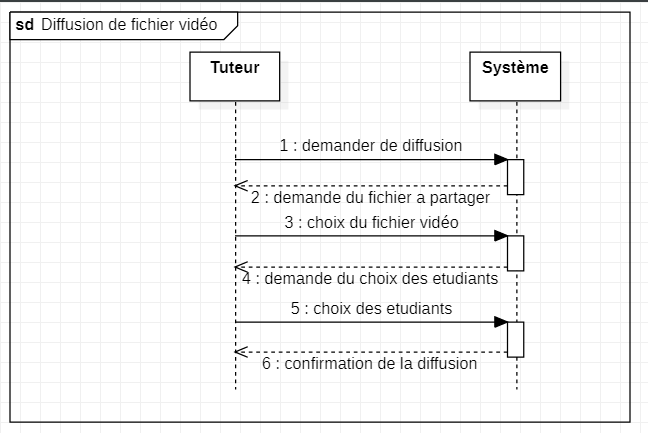 sd Diffusion de fichier vidéo
Tuteur
Système
1 : demander de diffusion
2 : demande du fichier a partager
3 : choix du fichier vidéo
4 : demande du choix des etudiants
5 : choix des etudiants
6 : confirmation de la diffusion